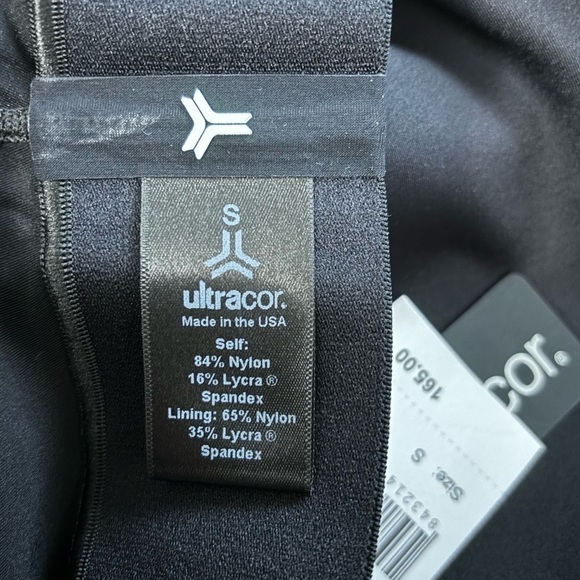 S
ultracor.
Made in the USA
Self:
84% Nylon
16% Lycra ®
Spandex
Lining: 65% Nylon
35% Lycra ®
Spandex
cor.
165.00
Size: S